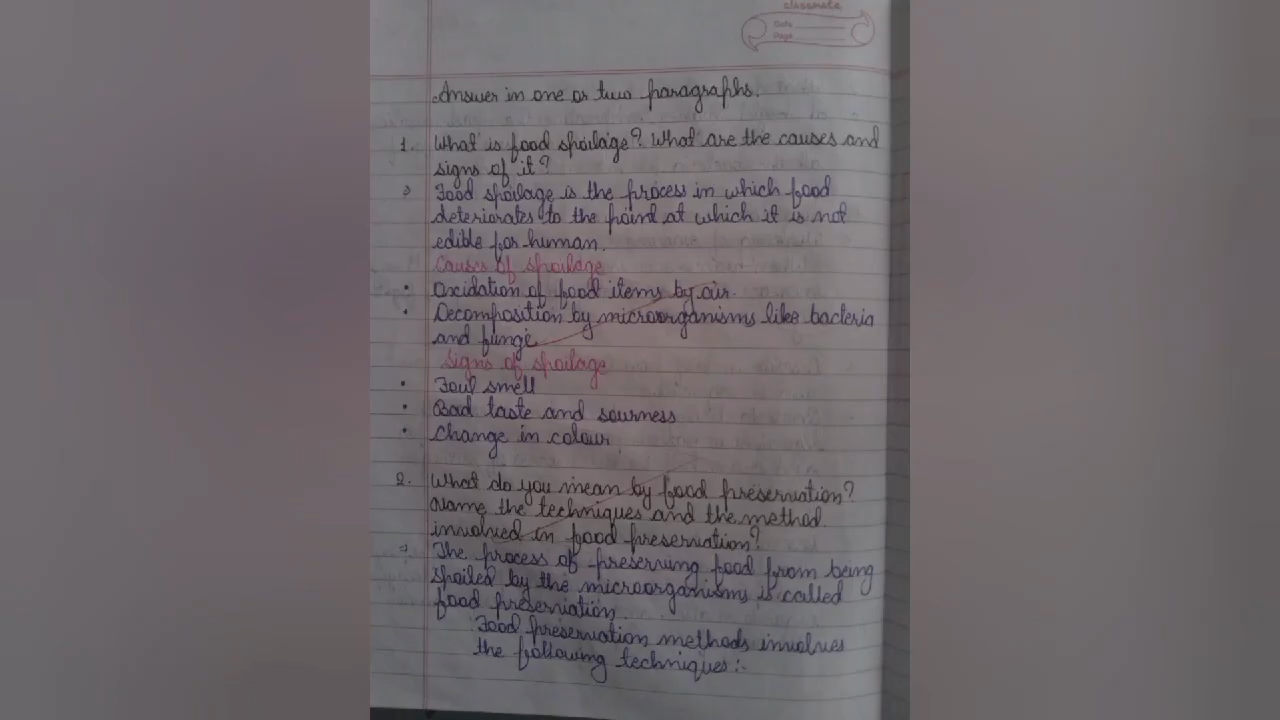 classmate
Date
Page
Answer in one or two paragraphs.
1. What is food spoilage? What are the causes and
signs of it?
Food spoilage is the process in which food
deteriorates to the point at which it is not
edible for human.
Causes of spoilage
• Oxidation of food items by air.
• Decomposition by microorganisms like bacteria
and funge
Signs of spoilage
• Foul smell
• Bad taste and sourness
• Change in colour.
2. What do you mean by food preservation?
Name the techniques and the method
involved in food preservation?
The process of preserving food from being
spoiled by the microorganisms is called
food preservation.
Food preservation methods involves
the following techniques:-